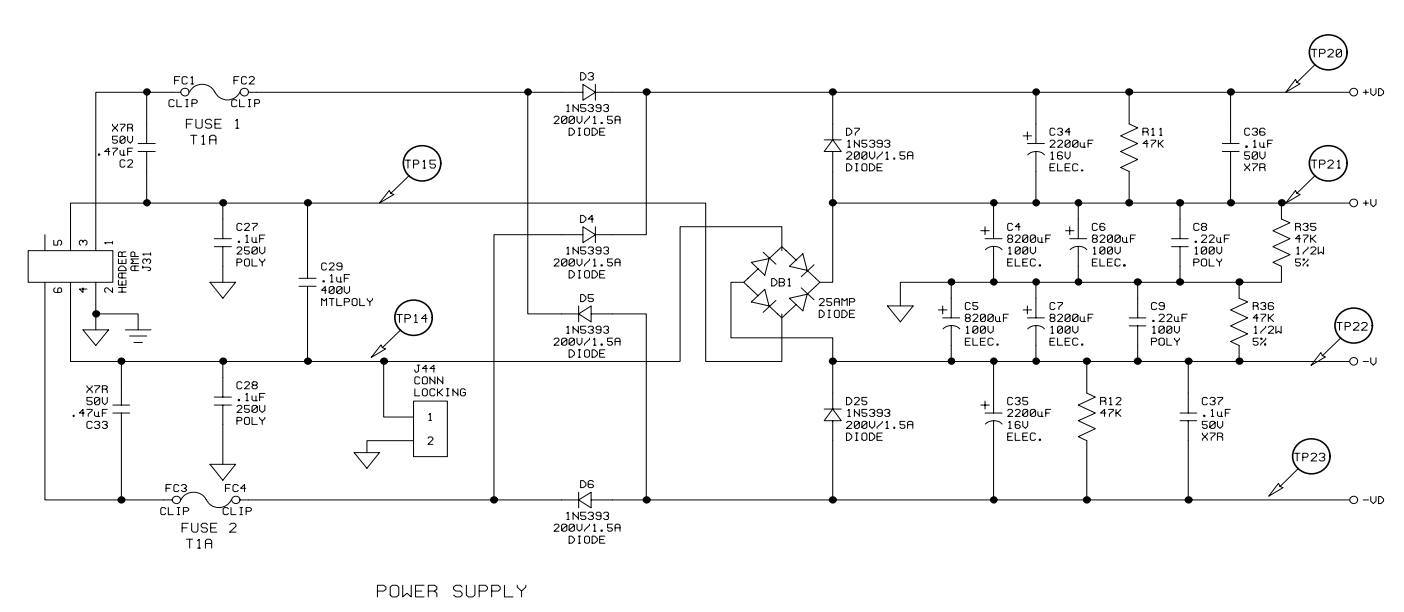 TP20
FC1
FC2
D3
+VD
CLIP
CLIP
1N5393
200V/1.5A
DIODE
FUSE 1
T1A
X7R
50V
.47uF
C2
D7
1N5393
200V/1.5A
DIODE
+
C34
2200uF
16V
ELEC.
R11
47K
C36
.1uF
50V
X7R
TP15
TP21
+V
C27
.1uF
250V
POLY
D4
1N5393
200V/1.5A
DIODE
+
C4
8200uF
100V
ELEC.
+
C6
8200uF
100V
ELEC.
C8
.22uF
100V
POLY
R35
47K
1/2W
5%
5
3
1
6
4
2
HEADER
AMP
J31
C29
.1uF
400V
MTLPOLY
DB1
25AMP
DIODE
D5
1N5393
200V/1.5A
DIODE
TP14
+
C5
8200uF
100V
ELEC.
+
C7
8200uF
100V
ELEC.
C9
.22uF
100V
POLY
R36
47K
1/2W
5%
TP22
-V
J44
CONN
LOCKING
1
2
X7R
50V
.47uF
C33
C28
.1uF
250V
POLY
D25
1N5393
200V/1.5A
DIODE
+
C35
2200uF
16V
ELEC.
R12
47K
C37
.1uF
50V
X7R
TP23
FC3
FC4
D6
-VD
CLIP
CLIP
1N5393
200V/1.5A
DIODE
FUSE 2
T1A
POWER SUPPLY